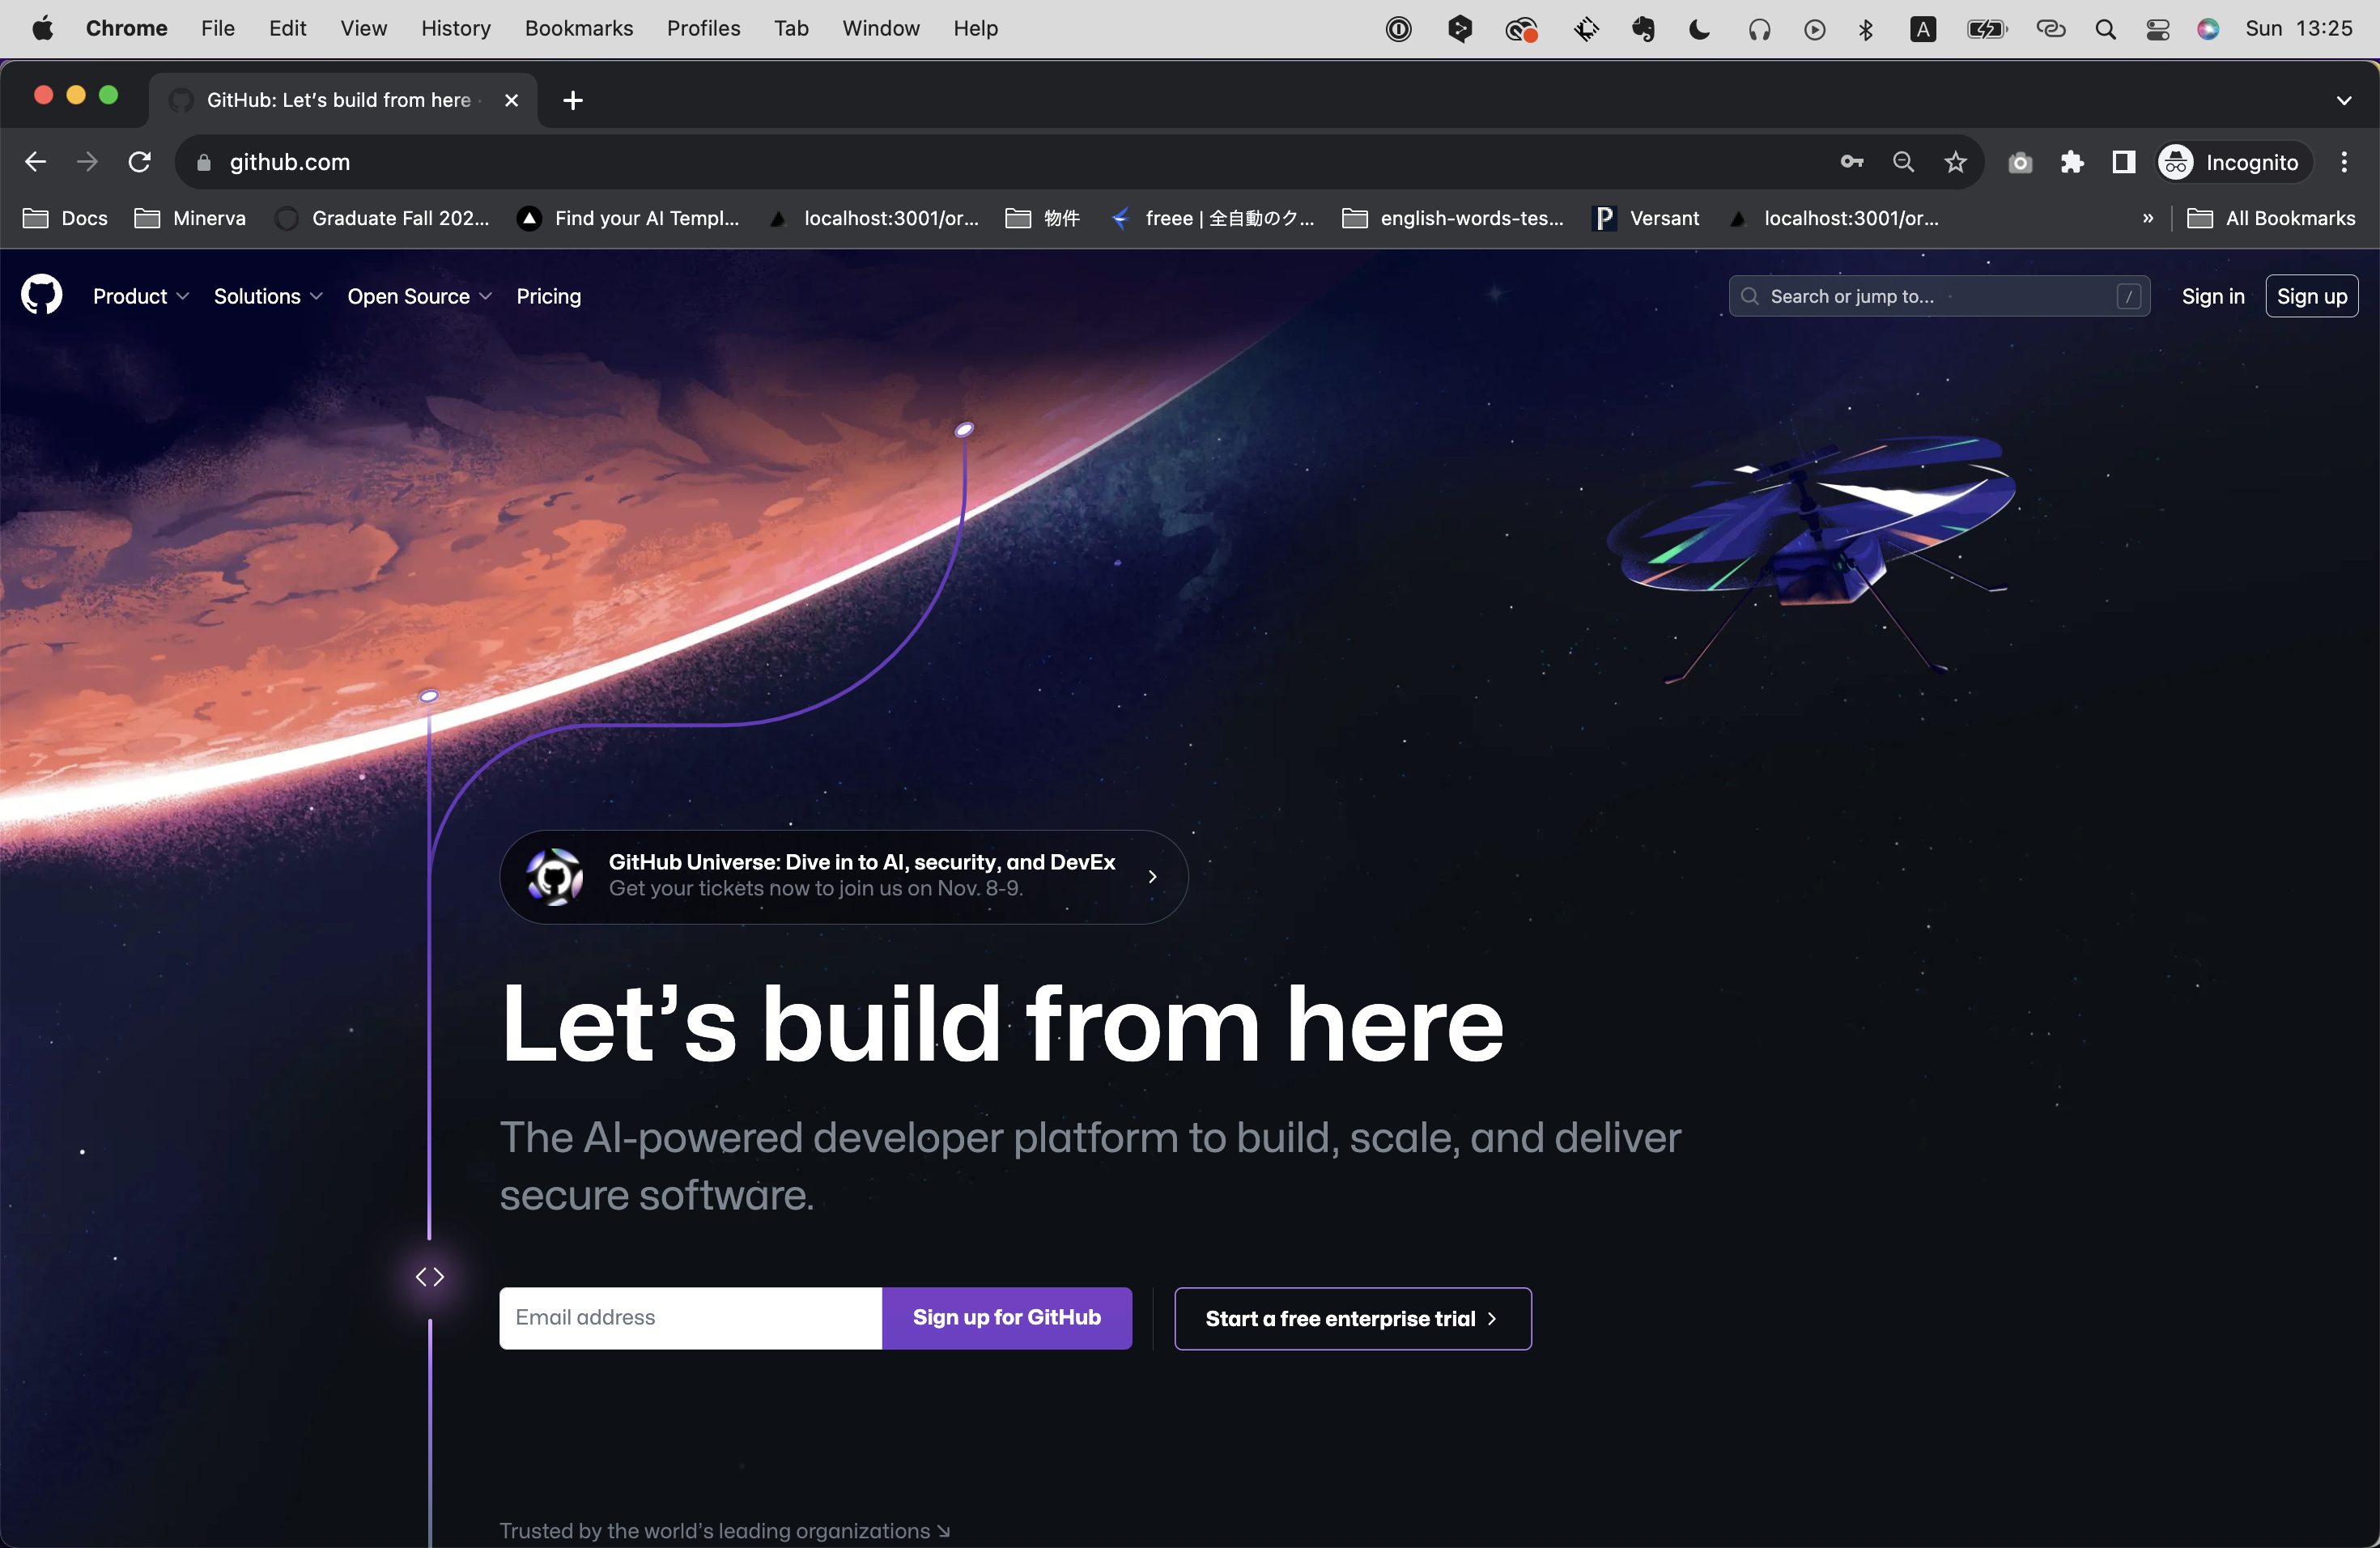 Chrome File Edit View History Bookmarks Profiles Tab Window Help A Sun 13:25
GitHub: Let’s build from here ·
github.com Incognito
Docs Minerva Graduate Fall 202... Find your AI Templ... localhost:3001/or... 物件 freee | 全自動のク... english-words-tes... P Versant localhost:3001/or... » All Bookmarks
Product Solutions Open Source Pricing Search or jump to... / Sign in Sign up
GitHub Universe: Dive in to AI, security, and DevEx
Get your tickets now to join us on Nov. 8-9.
Let’s build from here
The AI-powered developer platform to build, scale, and deliver
secure software.
Email address Sign up for GitHub Start a free enterprise trial
Trusted by the world’s leading organizations ↘